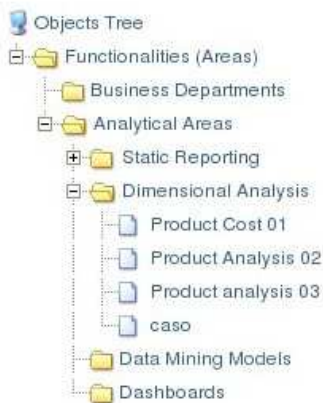 Objects Tree
Functionalities (Areas)
Business Departments
Analytical Areas
Static Reporting
Dimensional Analysis
Product Cost 01
Product Analysis 02
Product analysis 03
caso
Data Mining Models
Dashboards